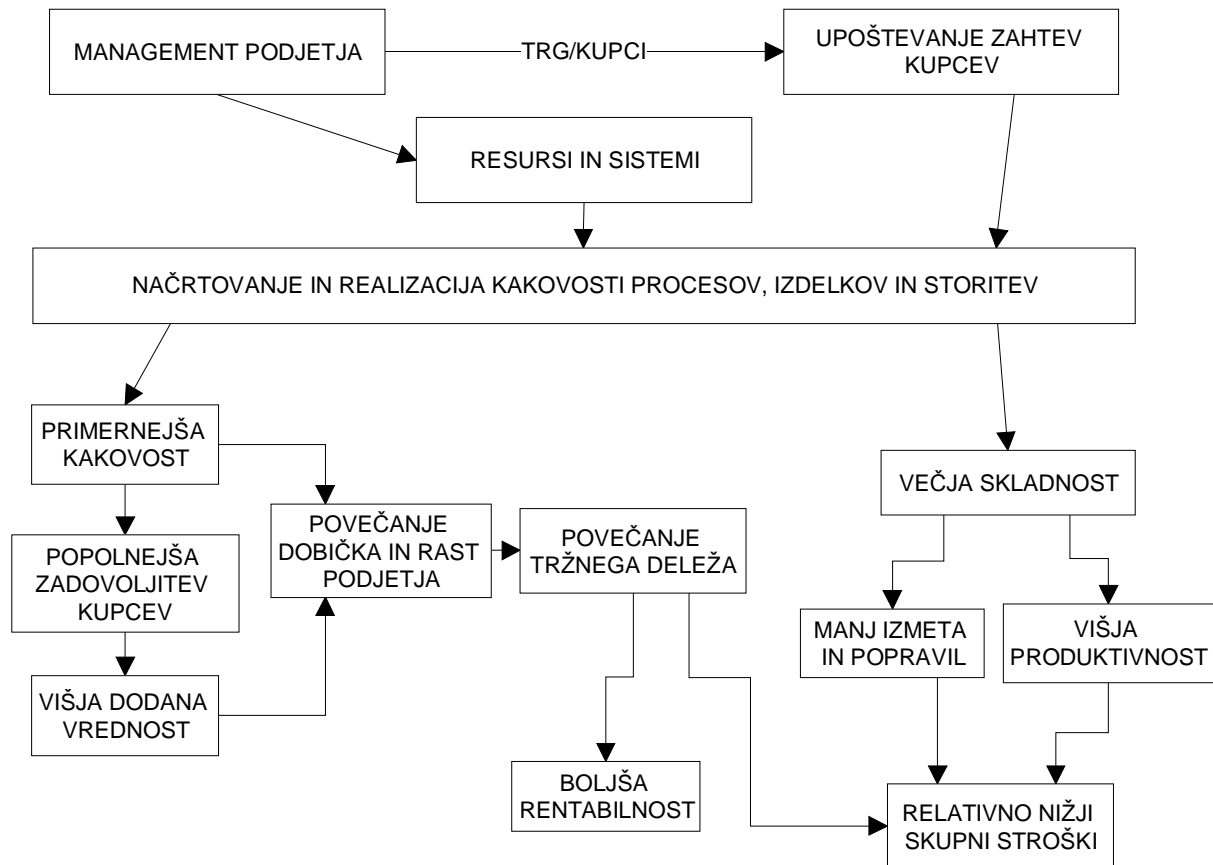 MANAGEMENT PODJETJA
TRG/KUPCI
UPOŠTEVANJE ZAHTEV
KUPCEV
RESURSI IN SISTEMI
NAČRTOVANJE IN REALIZACIJA KAKOVOSTI PROCESOV, IZDELKOV IN STORITEV
PRIMERNEJŠA
KAKOVOST
VEČJA SKLADNOST
POPOLNEJŠA
ZADOVOLJITEV
KUPCEV
POVEČANJE
DOBIČKA IN RAST
PODJETJA
POVEČANJE
TRŽNEGA DELEŽA
MANJ IZMETA
IN POPRAVIL
VIŠJA
PRODUKTIVNOST
VIŠJA DODANA
VREDNOST
BOLJŠA
RENTABILNOST
RELATIVNO NIŽJI
SKUPNI STROŠKI